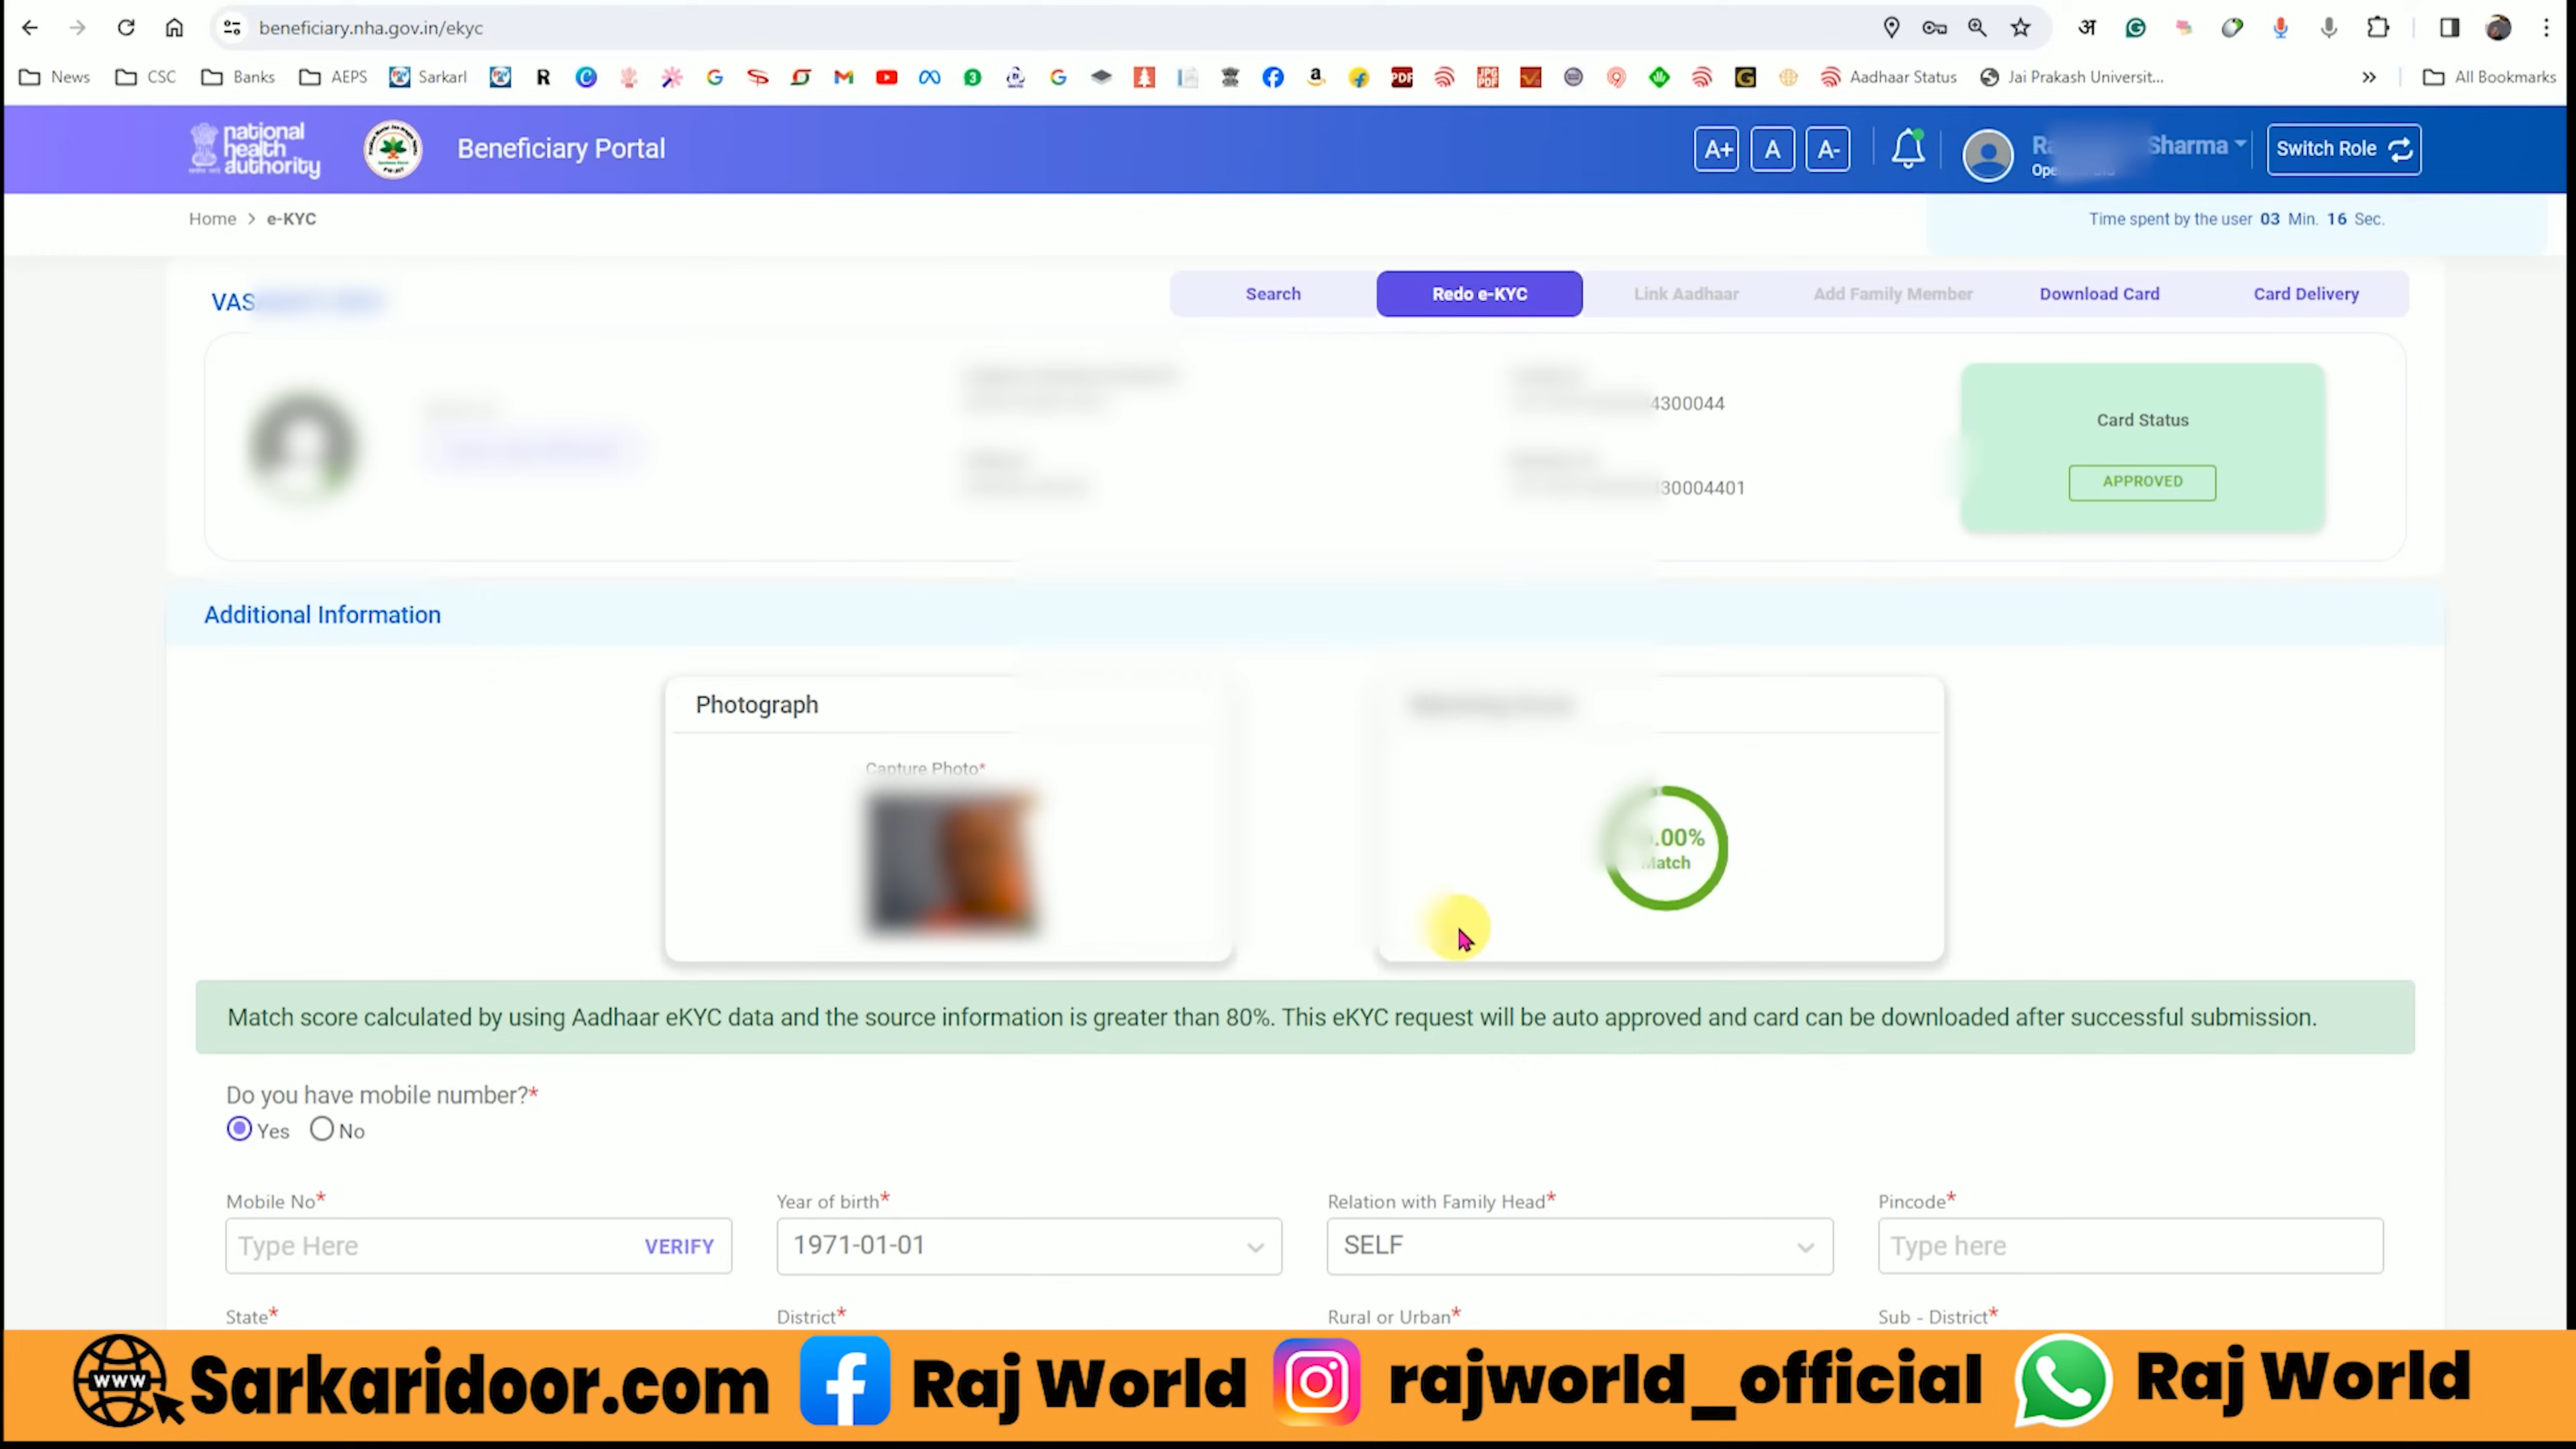 beneficiary.nha.gov.in/ekyc
अ
News CSC Banks AEPS Sarkarl Aadhaar Status Jai Prakash Universit... All Bookmarks
national health authority
Beneficiary Portal
A+ A A- Sharma Switch Role
Home > e-KYC
Time spent by the user 03 Min. 16 Sec.
VAS
Search Redo e-KYC Link Aadhaar Add Family Member Download Card Card Delivery
4300044
30004401
Card Status
APPROVED
Additional Information
Photograph
Capture Photo*
.00%
Match
Match score calculated by using Aadhaar eKYC data and the source information is greater than 80%. This eKYC request will be auto approved and card can be downloaded after successful submission.
Do you have mobile number?*
Yes No
Mobile No* Year of birth* Relation with Family Head* Pincode*
Type Here VERIFY 1971-01-01 SELF Type here
State* District* Rural or Urban* Sub - District*
www Sarkaridoor.com Raj World rajworld_official Raj World